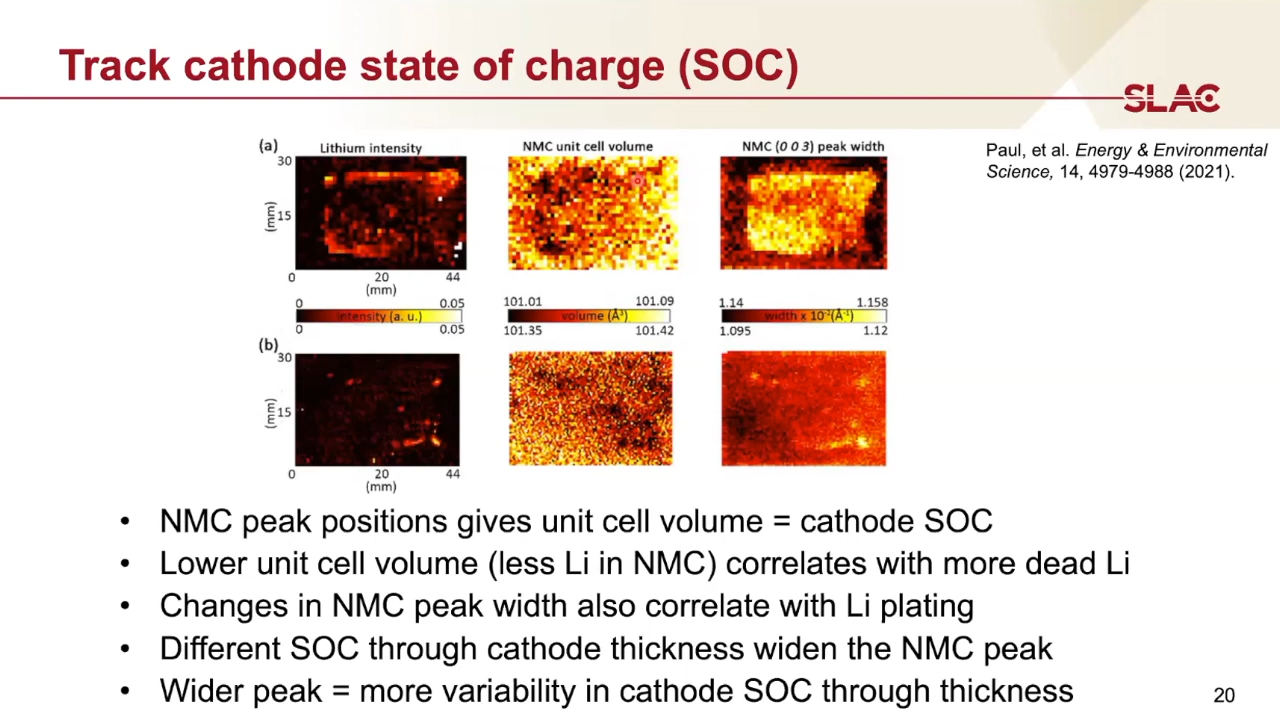 Track cathode state of charge (SOC)
SLAC
Paul, et al. Energy & Environmental
Science, 14, 4979-4988 (2021).
(a)
Lithium intensity
NMC unit cell volume
NMC (0 0 3) peak width
30
15
(mm)
0 20 44
(mm)
0 0.05
intensity (a. u.)
0 0.05
101.01 101.09
volume (Å³)
101.35 101.42
1.14 1.158
width x 10⁻²(Å⁻¹)
1.095 1.12
(b)
30
15
(mm)
0 20 44
(mm)
• NMC peak positions gives unit cell volume = cathode SOC
• Lower unit cell volume (less Li in NMC) correlates with more dead Li
• Changes in NMC peak width also correlate with Li plating
• Different SOC through cathode thickness widen the NMC peak
• Wider peak = more variability in cathode SOC through thickness
20